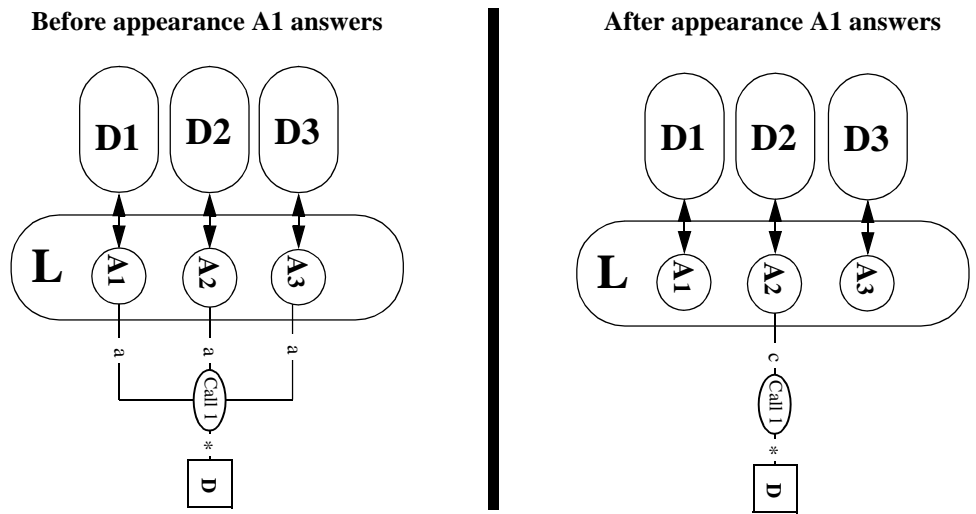 Before appearance A1 answers
D1 D2 D3
L A1 A2 A3
a a a
Call 1
*
D
After appearance A1 answers
D1 D2 D3
L A1 A2 A3
c
Call 1
*
D